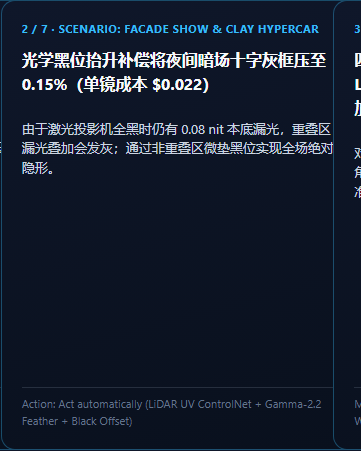 2 / 7 · SCENARIO: FACADE SHOW & CLAY HYPERCAR
光学黑位抬升补偿将夜间暗场十字灰框压至
0.15%（单镜成本 $0.022）
由于激光投影机全黑时仍有 0.08 nit 本底漏光，重叠区
漏光叠加会发灰；通过非重叠区微垫黑位实现全场绝对
隐形。
Action: Act automatically (LiDAR UV ControlNet + Gamma-2.2
Feather + Black Offset)
3